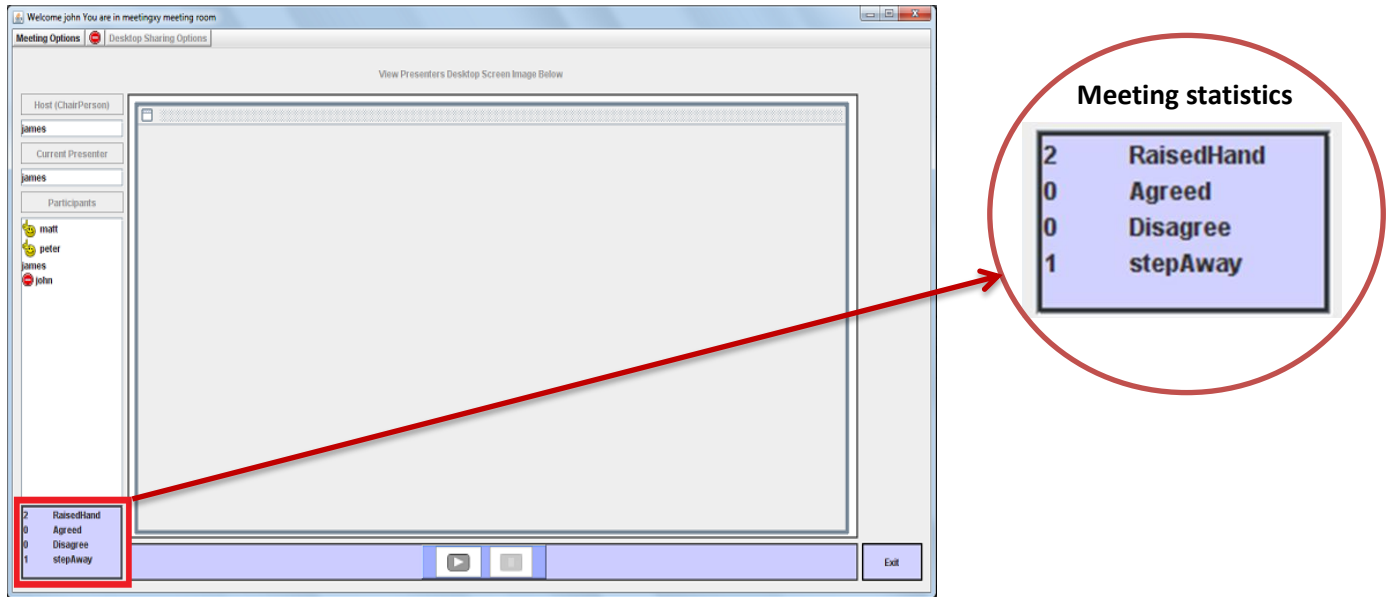 Welcome john You are in meetingxy meeting room
Meeting Options Desktop Sharing Options
View Presenters Desktop Screen Image Below
Host (ChairPerson)
james
Current Presenter
james
Participants
matt
peter
james
john
2 RaisedHand
0 Agreed
0 Disagree
1 stepAway
Exit
Meeting statistics
2 RaisedHand
0 Agreed
0 Disagree
1 stepAway